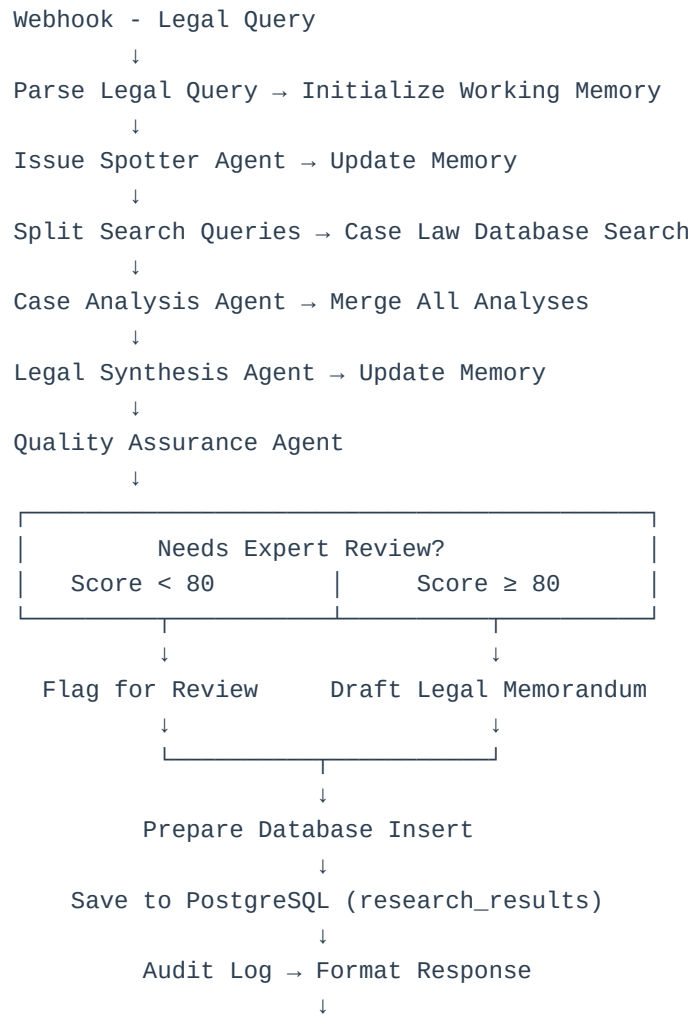 Webhook - Legal Query
↓
Parse Legal Query → Initialize Working Memory
↓
Issue Spotter Agent → Update Memory
↓
Split Search Queries → Case Law Database Search
↓
Case Analysis Agent → Merge All Analyses
↓
Legal Synthesis Agent → Update Memory
↓
Quality Assurance Agent
↓
Needs Expert Review?
Score < 80 │ Score ≥ 80
↓ ↓
Flag for Review Draft Legal Memorandum
↓ ↓
↓
Prepare Database Insert
↓
Save to PostgreSQL (research_results)
↓
Audit Log → Format Response
↓